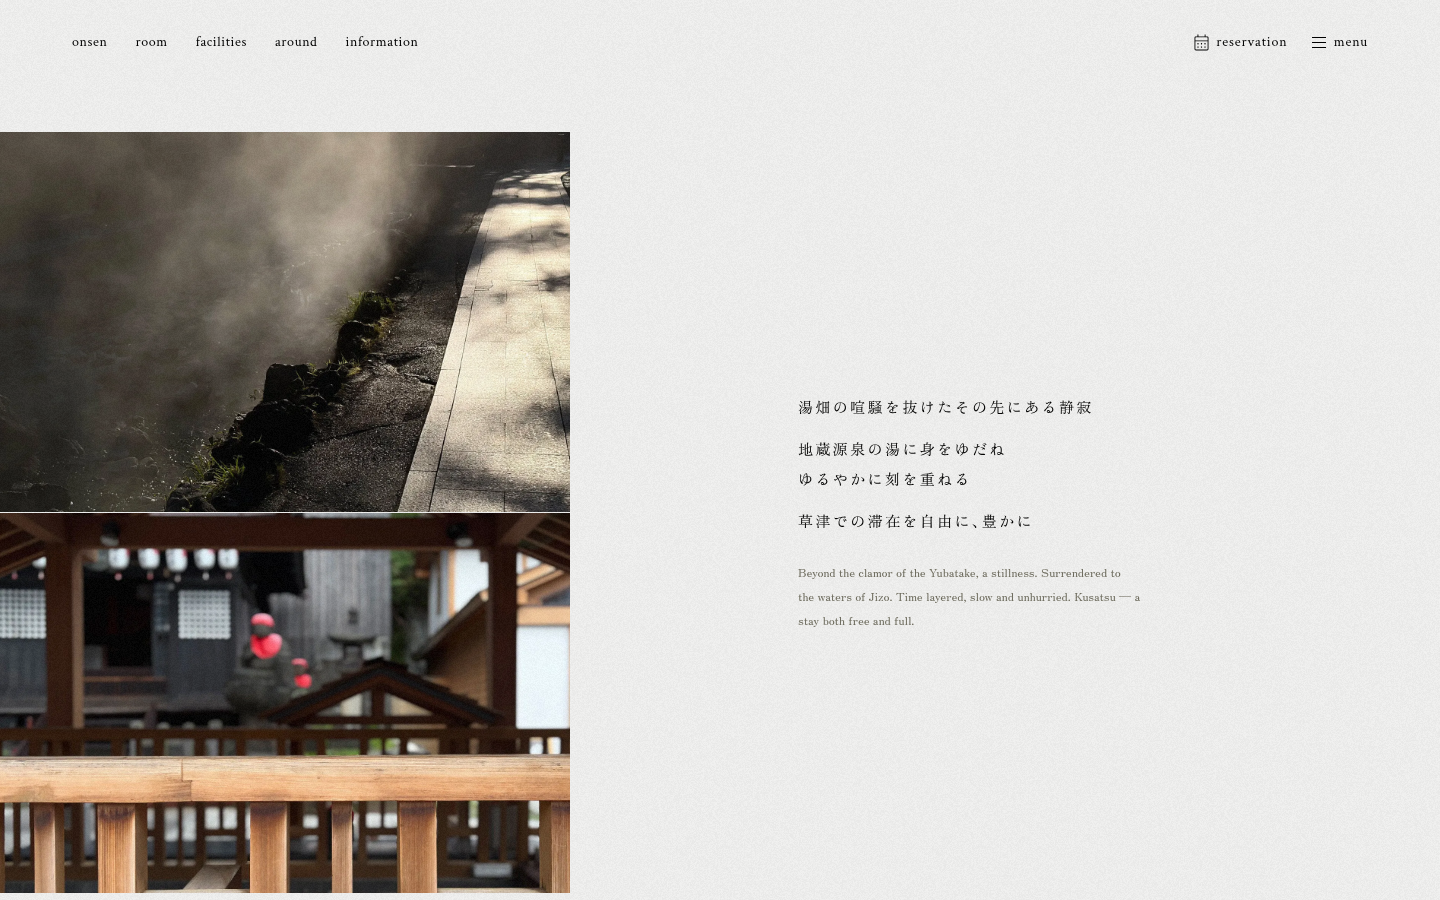 onsen room facilities around information reservation menu
湯畑の喧騒を抜けたその先にある静寂
地蔵源泉の湯に身をゆだね
ゆるやかに刻を重ねる
草津での滞在を自由に、豊かに
Beyond the clamor of the Yubatake, a stillness. Surrendered to
the waters of Jizo. Time layered, slow and unhurried. Kusatsu — a
stay both free and full.